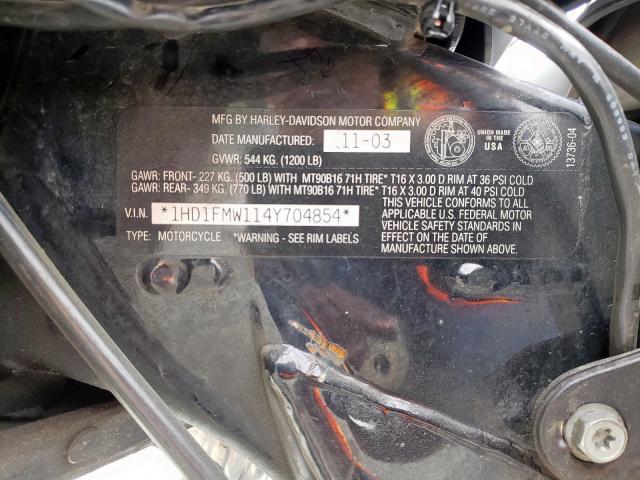 MFG BY HARLEY-DAVIDSON MOTOR COMPANY
DATE MANUFACTURED: 11-03
GVWR: 544 KG. (1200 LB)
UNION MADE IN THE USA
13736-04
GAWR: FRONT- 227 KG. (500 LB) WITH MT90B16 71H TIRE* T16 X 3.00 D RIM AT 36 PSI COLD
GAWR: REAR- 349 KG. (770 LB) WITH MT90B16 71H TIRE* T16 X 3.00 D RIM AT 40 PSI COLD
V.I.N. *1HD1FMW114Y704854*
TYPE: MOTORCYCLE *WARNING - SEE RIM LABELS
THIS VEHICLE CONFORMS TO ALL
APPLICABLE U.S. FEDERAL MOTOR
VEHICLE SAFETY STANDARDS IN
EFFECT ON THE DATE OF
MANUFACTURE SHOWN ABOVE.